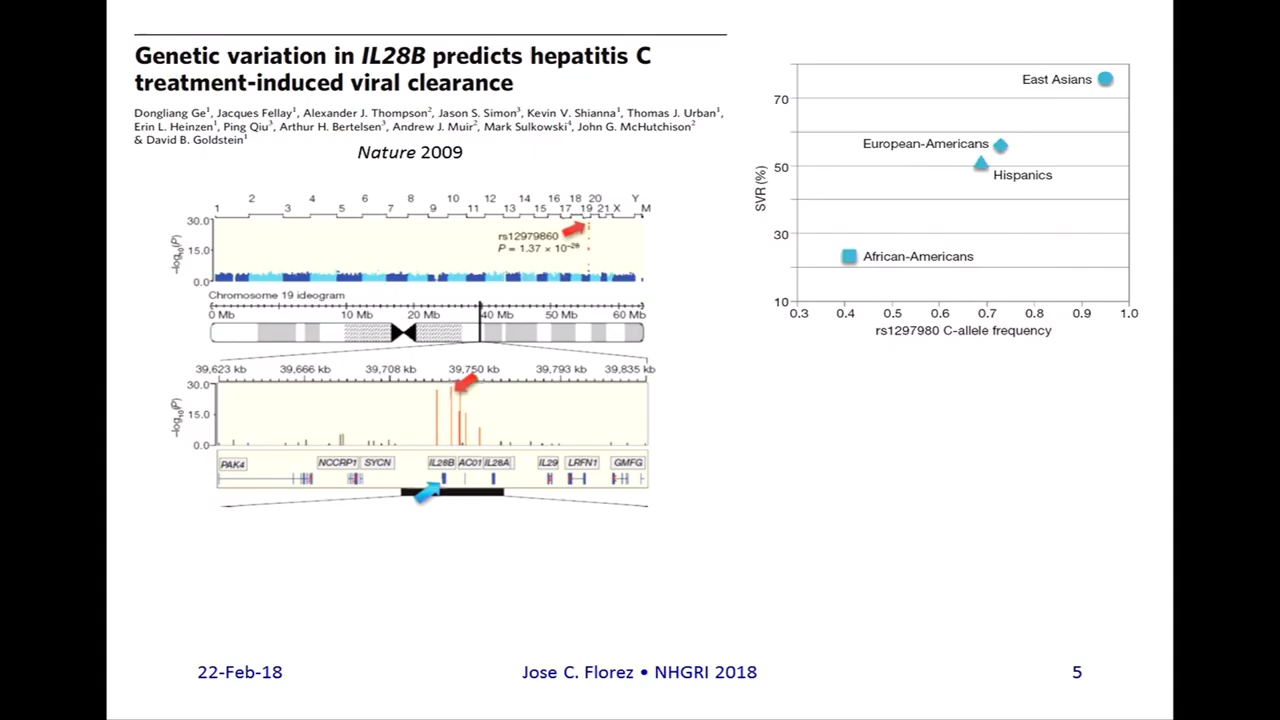 Genetic variation in IL28B predicts hepatitis C
treatment-induced viral clearance
Dongliang Ge¹, Jacques Fellay¹, Alexander J. Thompson², Jason S. Simon³, Kevin V. Shianna¹, Thomas J. Urban¹,
Erin L. Heinzen¹, Ping Qiu³, Arthur H. Bertelsen³, Andrew J. Muir², Mark Sulkowski⁴, John G. McHutchison²
& David B. Goldstein¹
Nature 2009
1 2 3 4 5 6 7 8 9 10 11 12 13 14 15 16 17 18 19 20 21 X Y M
30.0
15.0
0.0
–log₁₀(P)
rs12979860
P = 1.37 × 10⁻²⁸
Chromosome 19 ideogram
0 Mb 10 Mb 20 Mb 40 Mb 50 Mb 60 Mb
39,623 kb 39,666 kb 39,708 kb 39,750 kb 39,793 kb 39,835 kb
30.0
15.0
0.0
–log₁₀(P)
PAK4 NCCRP1 SYCN IL28B AC01 IL28A IL29 LRFN1 GMFG
SVR (%)
70
50
30
10
East Asians
European-Americans
Hispanics
African-Americans
0.3 0.4 0.5 0.6 0.7 0.8 0.9 1.0
rs1297980 C-allele frequency
22-Feb-18
Jose C. Florez • NHGRI 2018
5